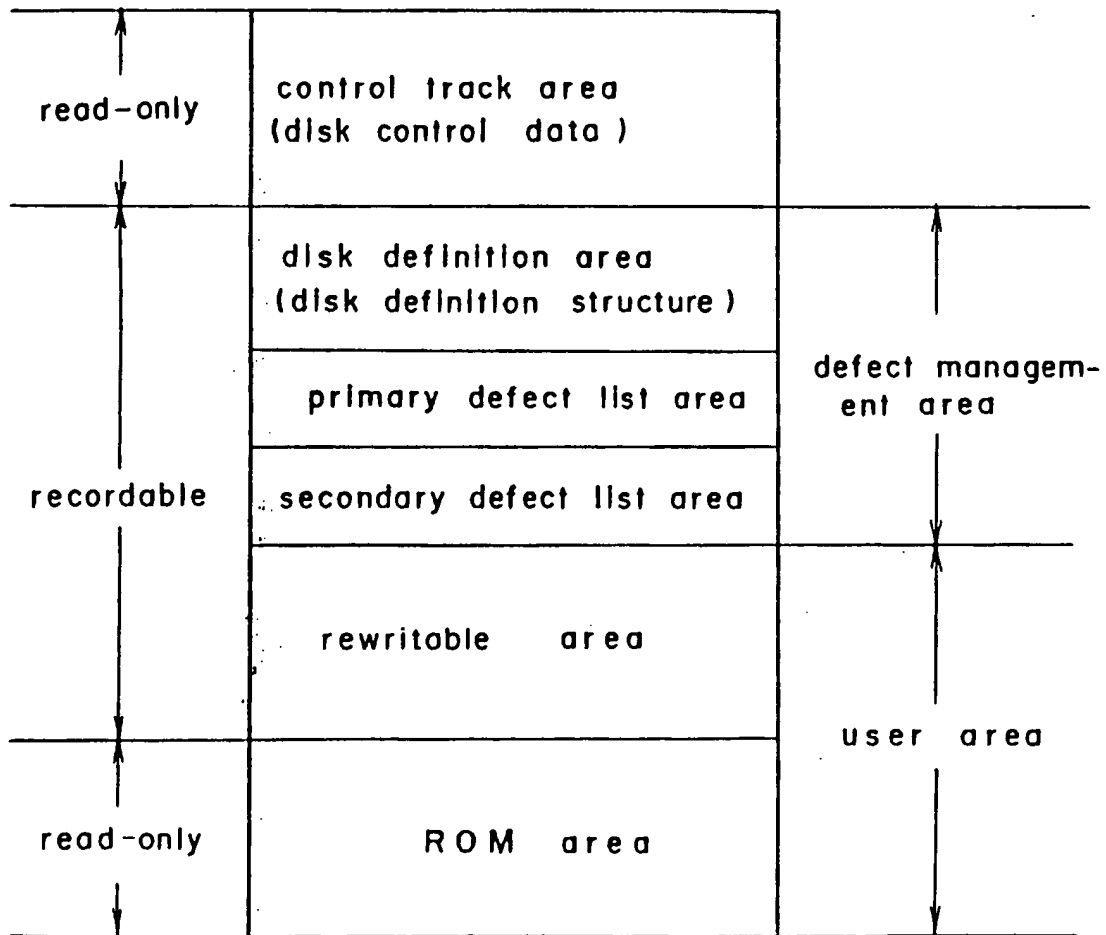 read-only
control track area
(disk control data)
disk definition area
(disk definition structure)
primary defect list area
defect managem-
ent area
recordable
secondary defect list area
rewritable area
user area
read-only
ROM area